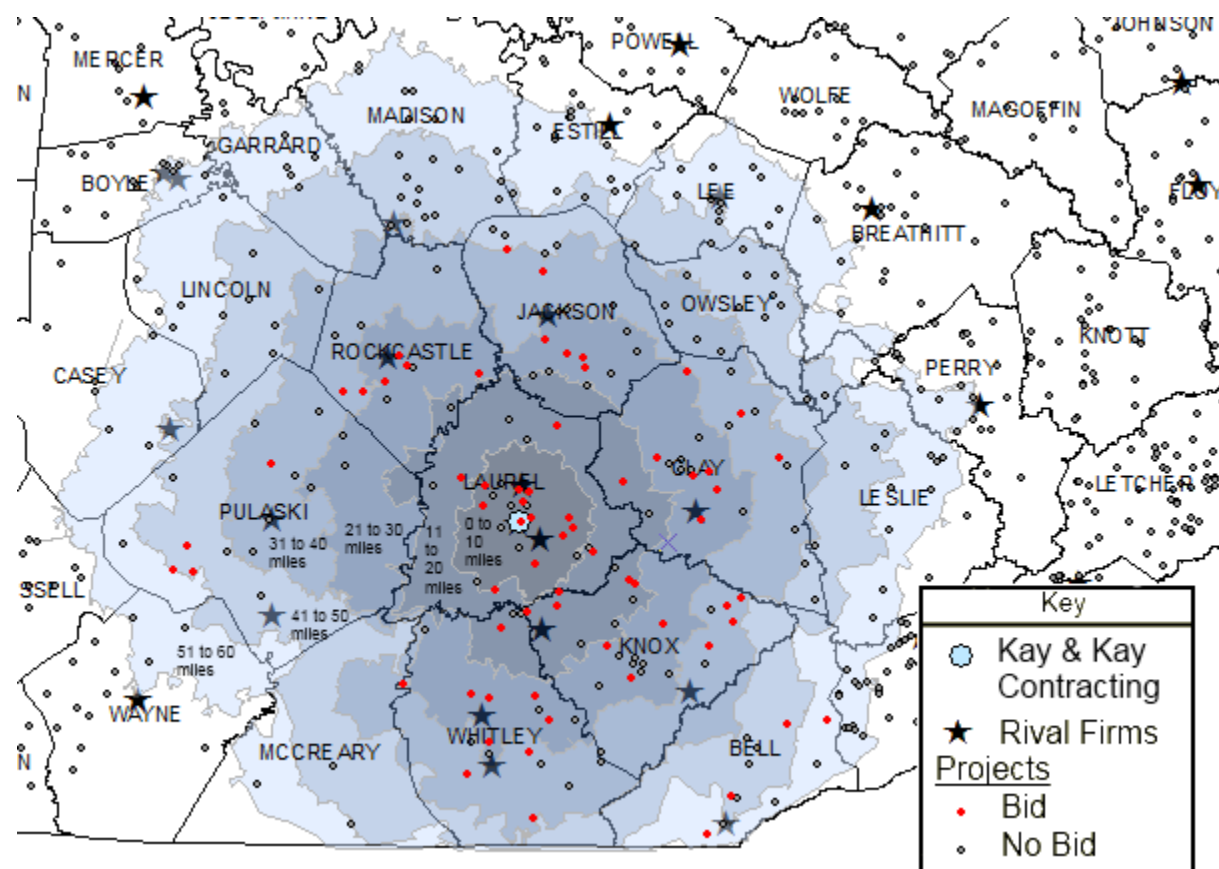 JOHNSON
POWELL
MERCER
WOLFE
MAGOFFIN
N
MADISON
ESTILL
GARRARD
BOYLE
LEE
FLOY
BREATHITT
LINCOLN
OWSLEY
JACKSON
KNOTT
ROCKCASTLE
PERRY
CASEY
CLAY
LAUREL
LETCHER
LESLIE
PULASKI
0 to
10
miles
11
to
20
miles
21 to 30
miles
31 to 40
miles
SSELL
41 to 50
miles
KNOX
51 to 60
miles
WAYNE
WHITLEY
MCCREARY
BELL
N
Key
Kay & Kay
Contracting
Rival Firms
Projects
Bid
No Bid